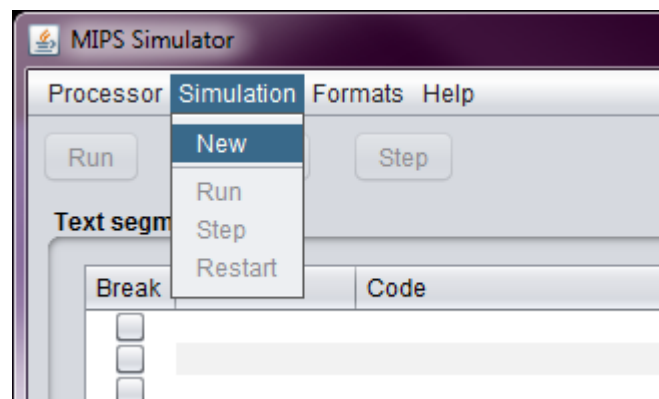 MIPS Simulator
Processor Simulation Formats Help
New
Run Step
Run
Text segm
Step
Restart
Break Code